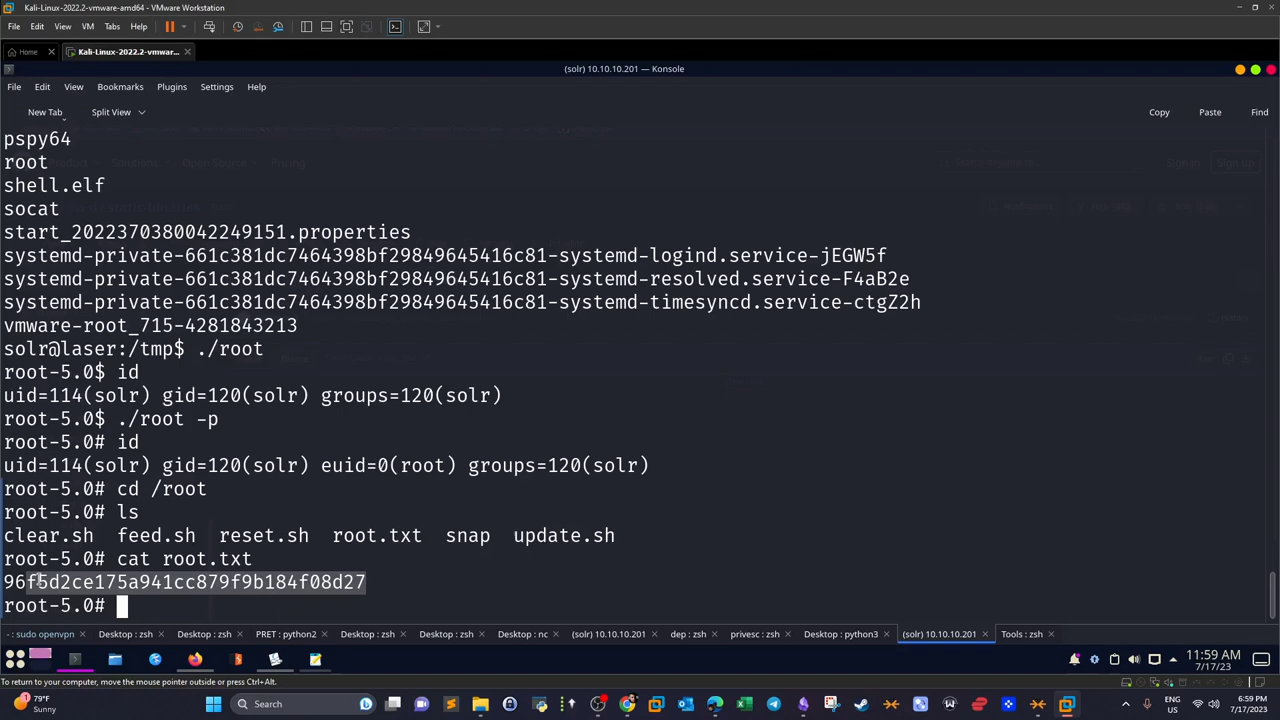 Kali-Linux-2022.2-vmware-amd64 - VMware Workstation
File Edit View VM Tabs Help
Home Kali-Linux-2022.2-vmwar...
(solr) 10.10.10.201 — Konsole
File Edit View Bookmarks Plugins Settings Help
New Tab Split View Copy Paste Find
pspy64
root
shell.elf
socat
start_2022370380042249151.properties
systemd-private-661c381dc7464398bf29849645416c81-systemd-logind.service-jEGW5f
systemd-private-661c381dc7464398bf29849645416c81-systemd-resolved.service-F4aB2e
systemd-private-661c381dc7464398bf29849645416c81-systemd-timesyncd.service-ctgZ2h
vmware-root_715-4281843213
solr@laser:/tmp$ ./root
root-5.0$ id
uid=114(solr) gid=120(solr) groups=120(solr)
root-5.0$ ./root -p
root-5.0# id
uid=114(solr) gid=120(solr) euid=0(root) groups=120(solr)
root-5.0# cd /root
root-5.0# ls
clear.sh feed.sh reset.sh root.txt snap update.sh
root-5.0# cat root.txt
96f5d2ce175a941cc879f9b184f08d27
root-5.0#
- : sudo openvpn Desktop : zsh Desktop : zsh PRET : python2 Desktop : zsh Desktop : zsh Desktop : nc (solr) 10.10.10.201 dep : zsh privesc : zsh Desktop : python3 (solr) 10.10.10.201 Tools : zsh
11:59 AM
7/17/23
To return to your computer, move the mouse pointer outside or press Ctrl+Alt.
79°F
Sunny
Search
ENG
US
6:59 PM
7/17/2023